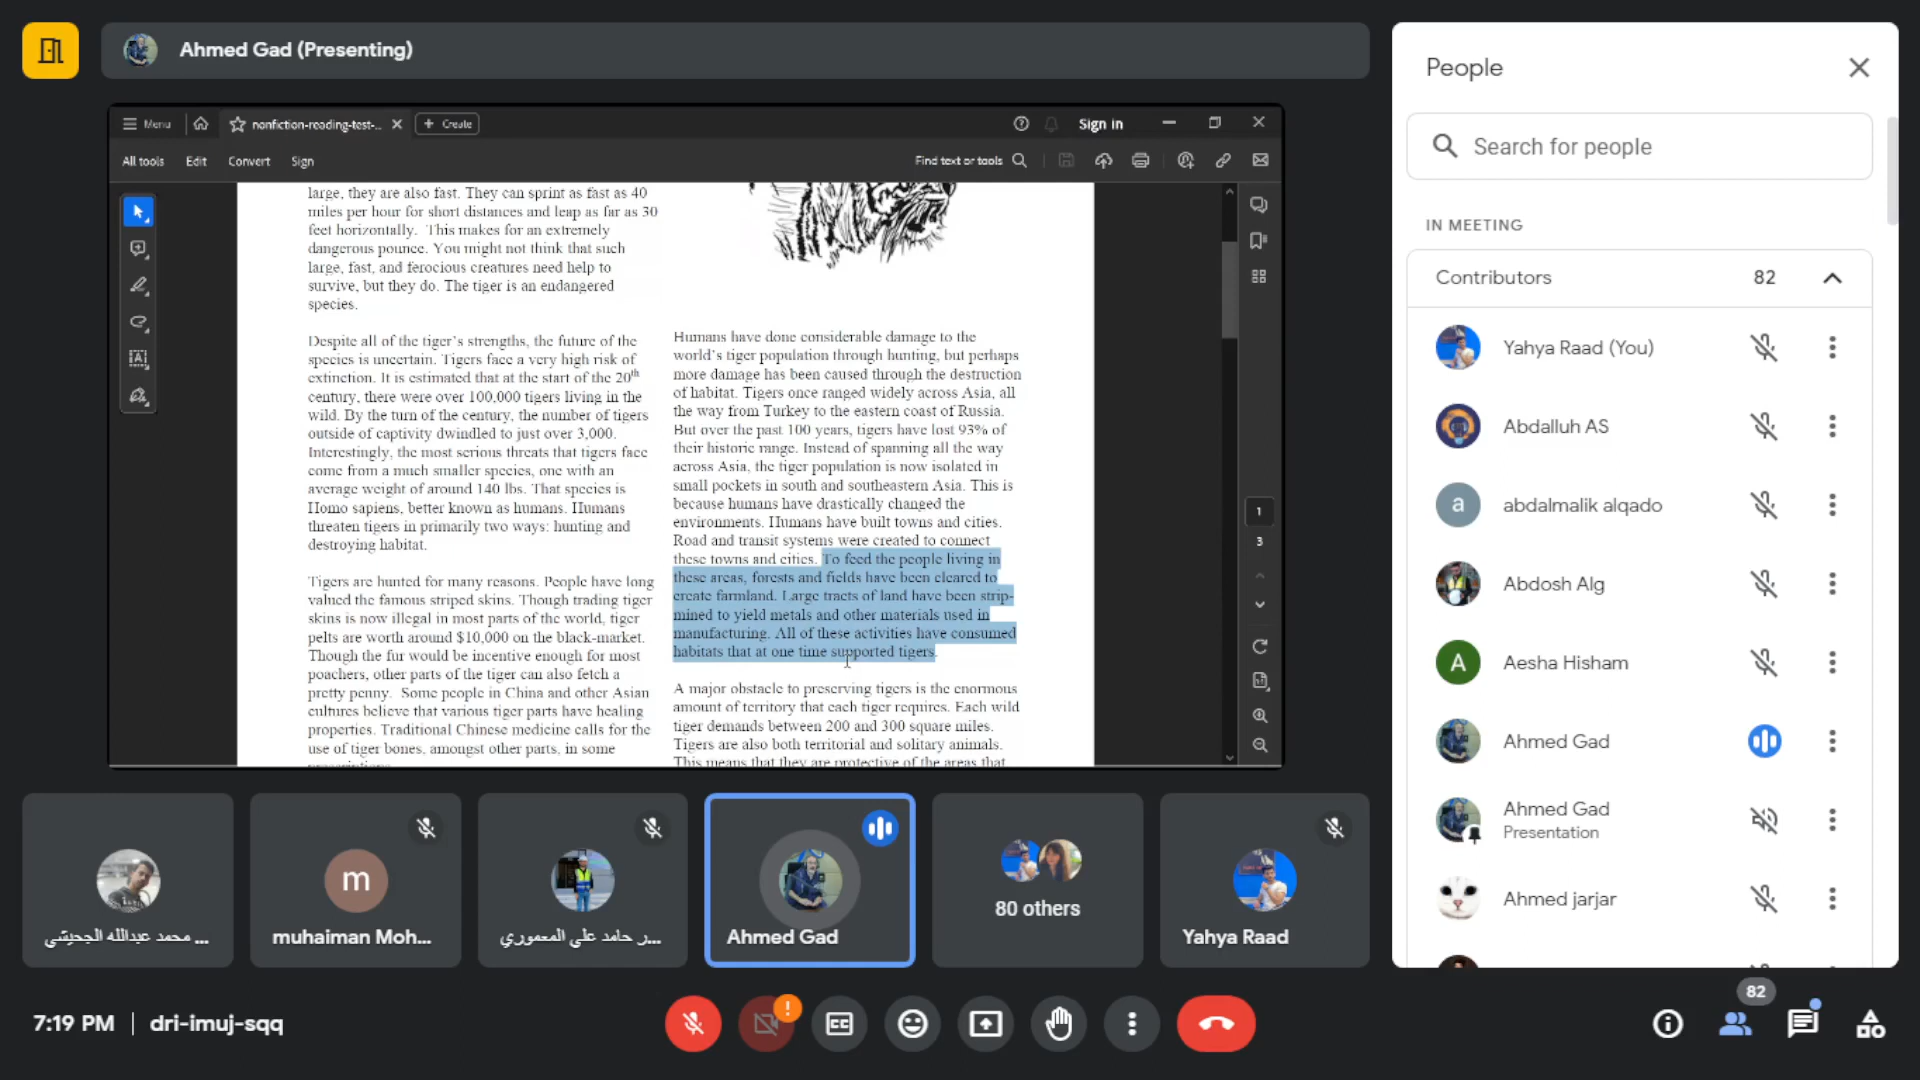 Ahmed Gad (Presenting)
Menu
nonfiction-reading-test-...
Create
Sign in
All tools
Edit
Convert
Sign
Find text or tools
large, they are also fast. They can sprint as fast as 40
miles per hour for short distances and leap as far as 30
feet horizontally. This makes for an extremely
dangerous pounce. You might not think that such
large, fast, and ferocious creatures need help to
survive, but they do. The tiger is an endangered
species.
Despite all of the tiger's strengths, the future of the
species is uncertain. Tigers face a very high risk of
extinction. It is estimated that at the start of the 20th
century, there were over 100,000 tigers living in the
wild. By the turn of the century, the number of tigers
outside of captivity dwindled to just over 3,000.
Interestingly, the most serious threats that tigers face
come from a much smaller species, one with an
average weight of around 140 lbs. That species is
Homo sapiens, better known as humans. Humans
threaten tigers in primarily two ways: hunting and
destroying habitat.
Tigers are hunted for many reasons. People have long
valued the famous striped skins. Though trading tiger
skins is now illegal in most parts of the world, tiger
pelts are worth around $10,000 on the black-market.
Though the fur would be incentive enough for most
poachers, other parts of the tiger can also fetch a
pretty penny. Some people in China and other Asian
cultures believe that various tiger parts have healing
properties. Traditional Chinese medicine calls for the
use of tiger bones, amongst other parts, in some
prescriptions.
Humans have done considerable damage to the
world's tiger population through hunting, but perhaps
more damage has been caused through the destruction
of habitat. Tigers once ranged widely across Asia, all
the way from Turkey to the eastern coast of Russia.
But over the past 100 years, tigers have lost 93% of
their historic range. Instead of spanning all the way
across Asia, the tiger population is now isolated in
small pockets in south and southeastern Asia. This is
because humans have drastically changed the
environments. Humans have built towns and cities.
Road and transit systems were created to connect
these towns and cities. To feed the people living in
these areas, forests and fields have been cleared to
create farmland. Large tracts of land have been strip-
mined to yield metals and other materials used in
manufacturing. All of these activities have consumed
habitats that at one time supported tigers.
A major obstacle to preserving tigers is the enormous
amount of territory that each tiger requires. Each wild
tiger demands between 200 and 300 square miles.
Tigers are also both territorial and solitary animals.
This means that they are protective of the areas that
1
3
محمد عبدالله الجحيشي ...
m
muhaiman Moh...
ر حامد علي المعموري...
Ahmed Gad
80 others
Yahya Raad
7:19 PM
dri-imuj-sqq
People
Search for people
IN MEETING
Contributors
82
Yahya Raad (You)
Abdalluh AS
a
abdalmalik alqado
Abdosh Alg
A
Aesha Hisham
Ahmed Gad
Ahmed Gad
Presentation
Ahmed jarjar
82